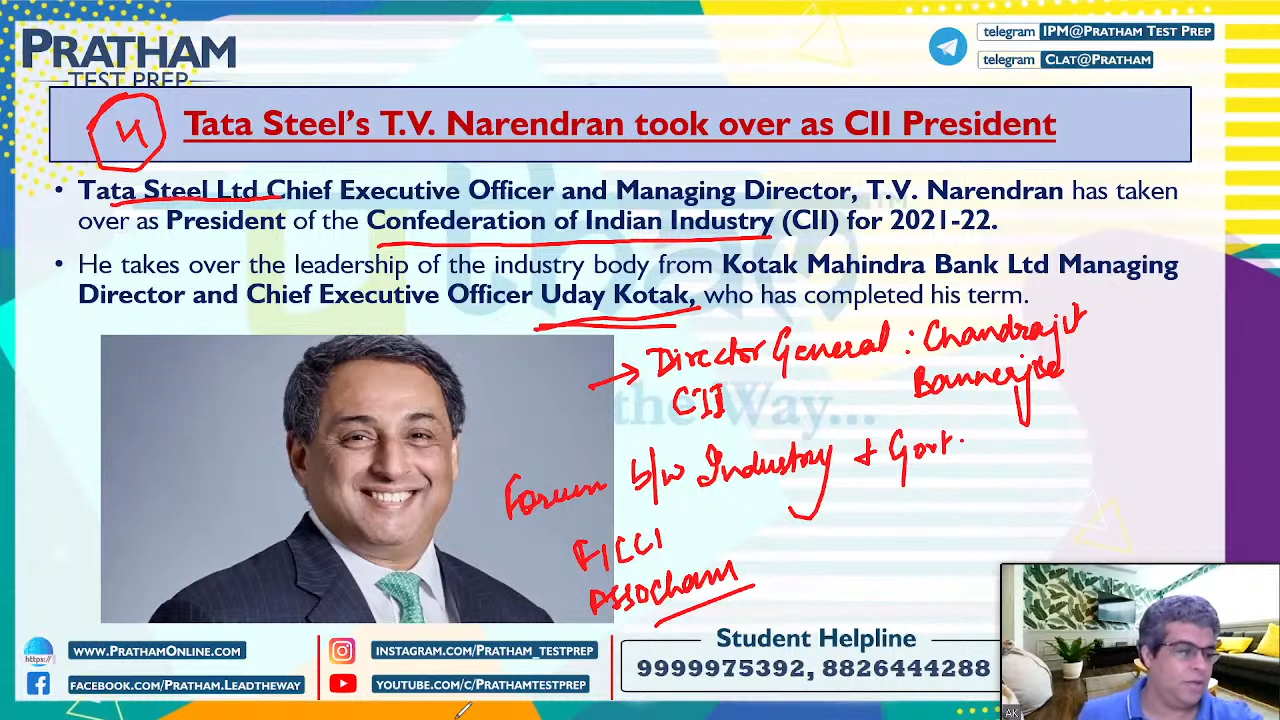 PRATHAM
TEST PREP
telegram IPM@PRATHAM TEST PREP
telegram CLAT@PRATHAM
4 Tata Steel's T.V. Narendran took over as CII President
• Tata Steel Ltd Chief Executive Officer and Managing Director, T.V. Narendran has taken
over as President of the Confederation of Indian Industry (CII) for 2021-22.
• He takes over the leadership of the industry body from Kotak Mahindra Bank Ltd Managing
Director and Chief Executive Officer Uday Kotak, who has completed his term.
→ Director General : Chandrajit
CII Bannerjee
the Way...
Forum b/w Industry + Govt.
FICCI
ASSOCham
https://
WWW.PRATHAMONLINE.COM
FACEBOOK.COM/PRATHAM.LEADTHEWAY
INSTAGRAM.COM/PRATHAM_TESTPREP
YOUTUBE.COM/C/PRATHAMTESTPREP
Student Helpline
9999975392, 8826444288
AK